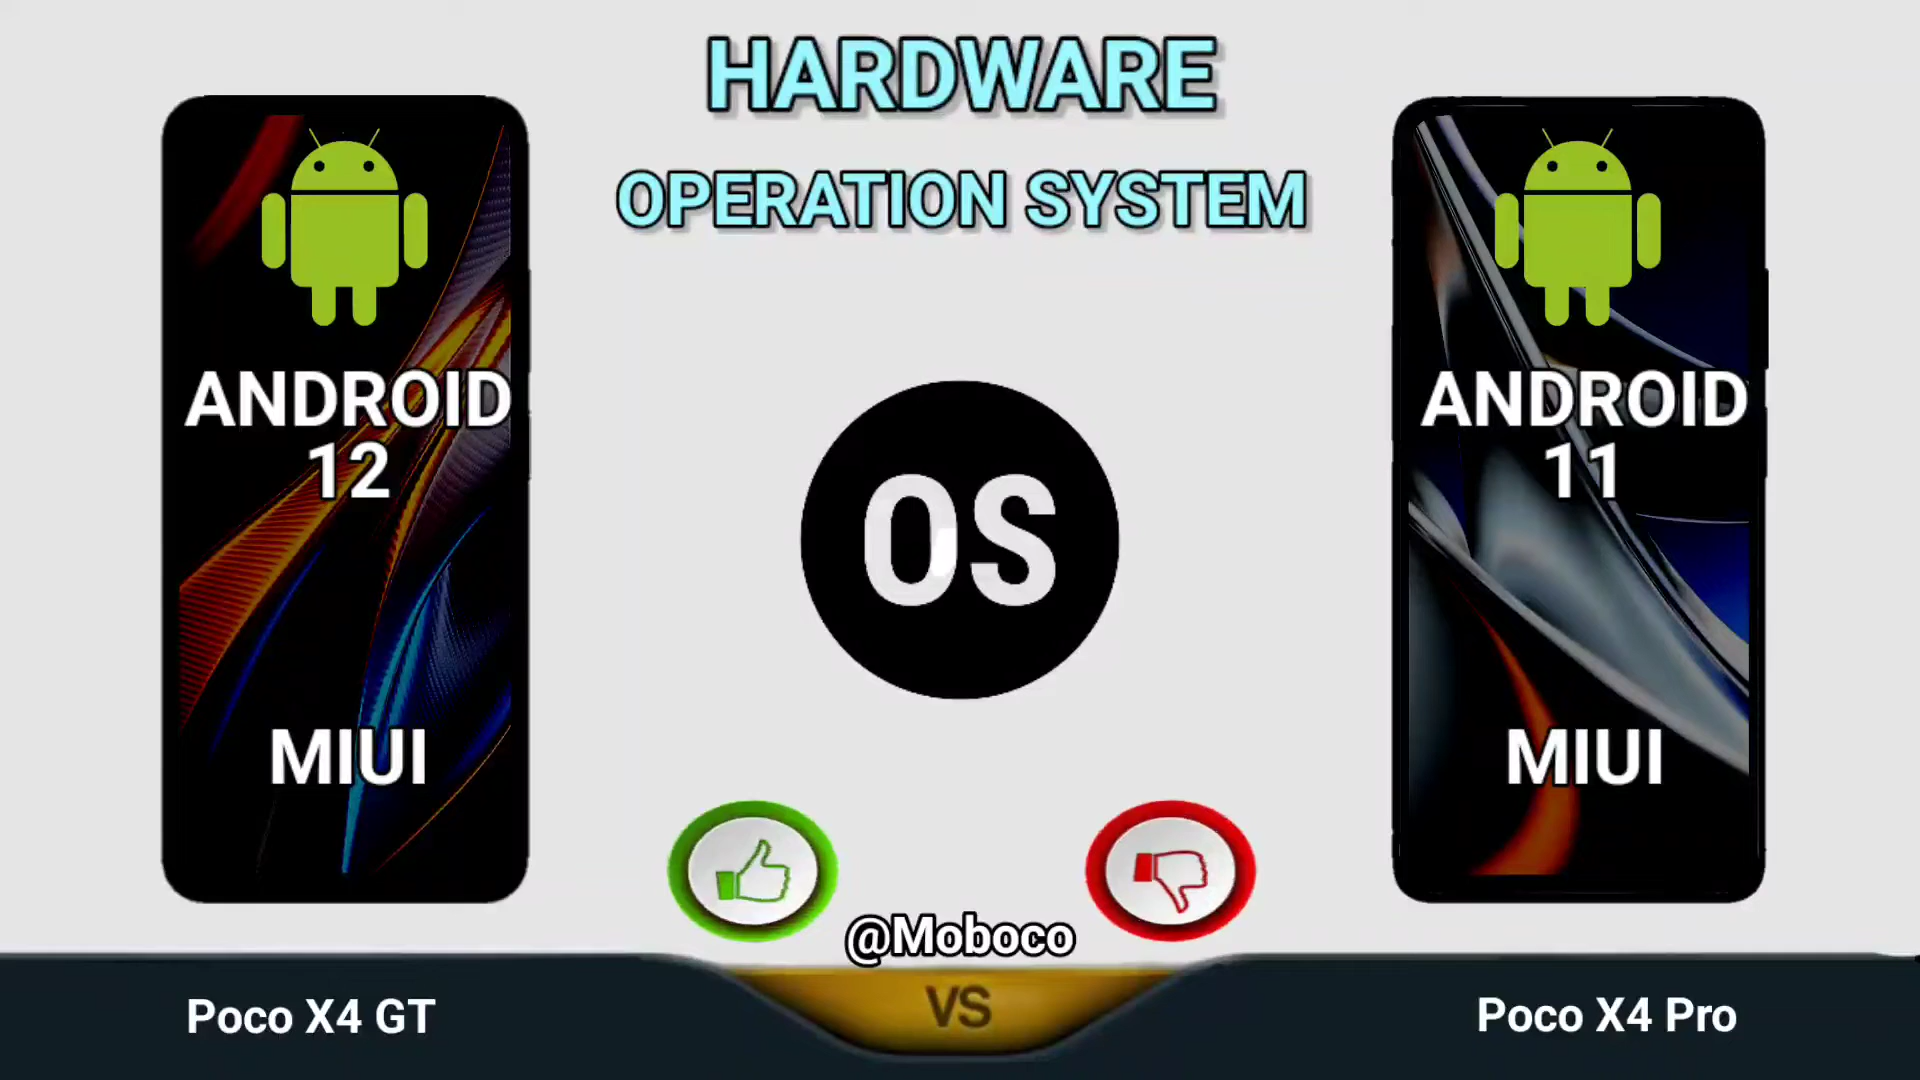 HARDWARE
OPERATION SYSTEM
ANDROID
12
MIUI
OS
ANDROID
11
MIUI
@Moboco
Poco X4 GT
VS
Poco X4 Pro